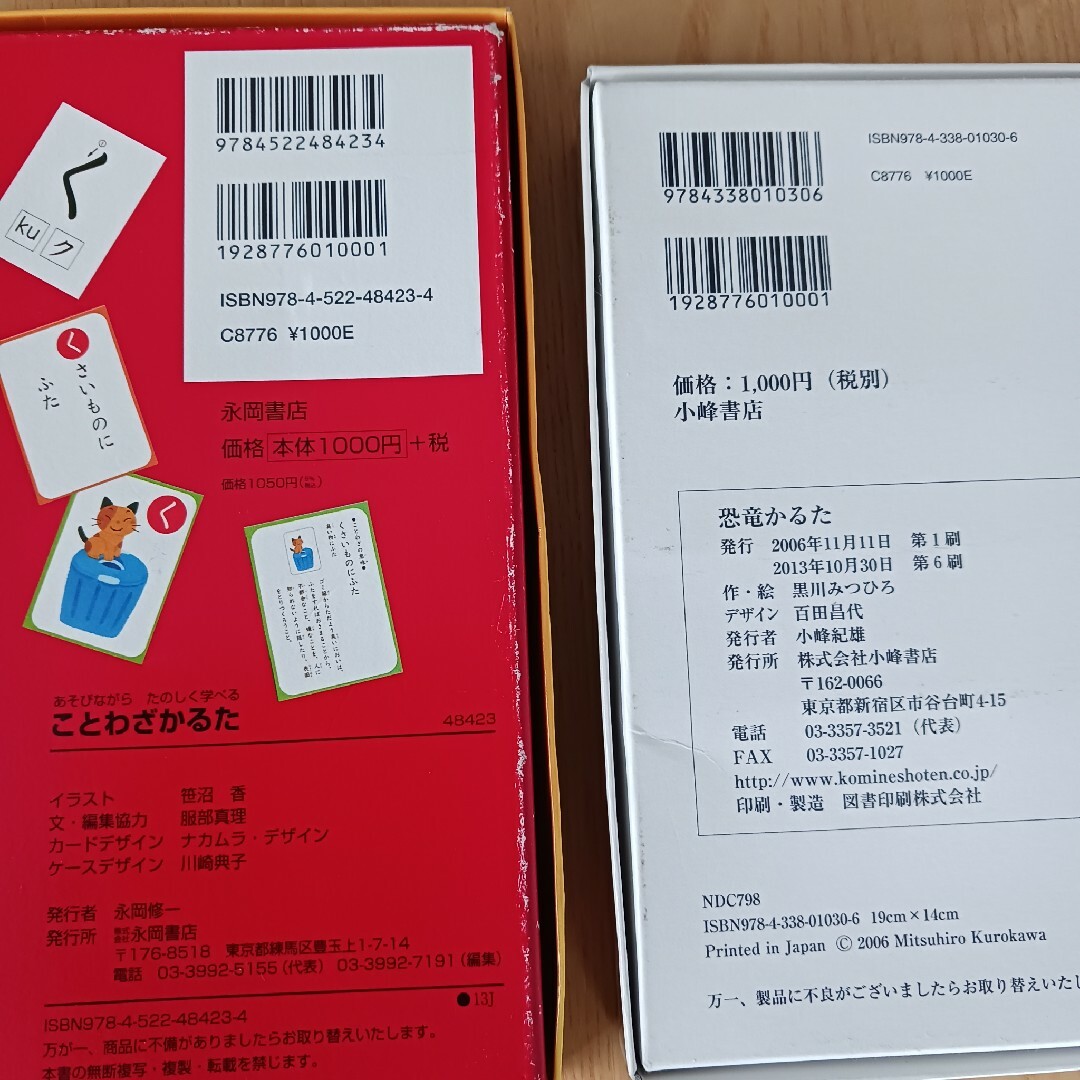 9784522484234
1928776010001
ISBN978-4-522-48423-4
C8776 ¥1000E
く
ku ク
く
さいものに
ふた
く
永岡書店
価格 本体1000円+税
くさいものにふた
あそびながら たのしく学べる
ことわざかるた
48423
イラスト 笹沼 香
文・編集協力 服部真理
カードデザイン ナカムラ・デザイン
ケースデザイン 川崎典子
発行者 永岡修一
発行所 株式会社永岡書店
〒176-8518 東京都練馬区豊玉上1-7-14
電話 03-3992-5155(代表) 03-3992-7191(編集)
●13J
ISBN978-4-522-48423-4
万が一、商品に不備がありましたらお取り替えいたします。
本書の無断複写・複製・転載を禁じます。
9784338010306
ISBN978-4-338-01030-6
C8776 ¥1000E
1928776010001
価格:1,000円(税別)
小峰書店
恐竜かるた
発行 2006年11月11日 第1刷
2013年10月30日 第6刷
作・絵 黒川みつひろ
デザイン 百田昌代
発行者 小峰紀雄
発行所 株式会社小峰書店
〒162-0066
東京都新宿区市谷台町4-15
電話 03-3357-3521(代表)
FAX 03-3357-1027
http://www.komineshoten.co.jp/
印刷・製造 図書印刷株式会社
NDC798
ISBN978-4-338-01030-6 19cm×14cm
Printed in Japan © 2006 Mitsuhiro Kurokawa
万一、製品に不良がございましたらお取り替えいたし